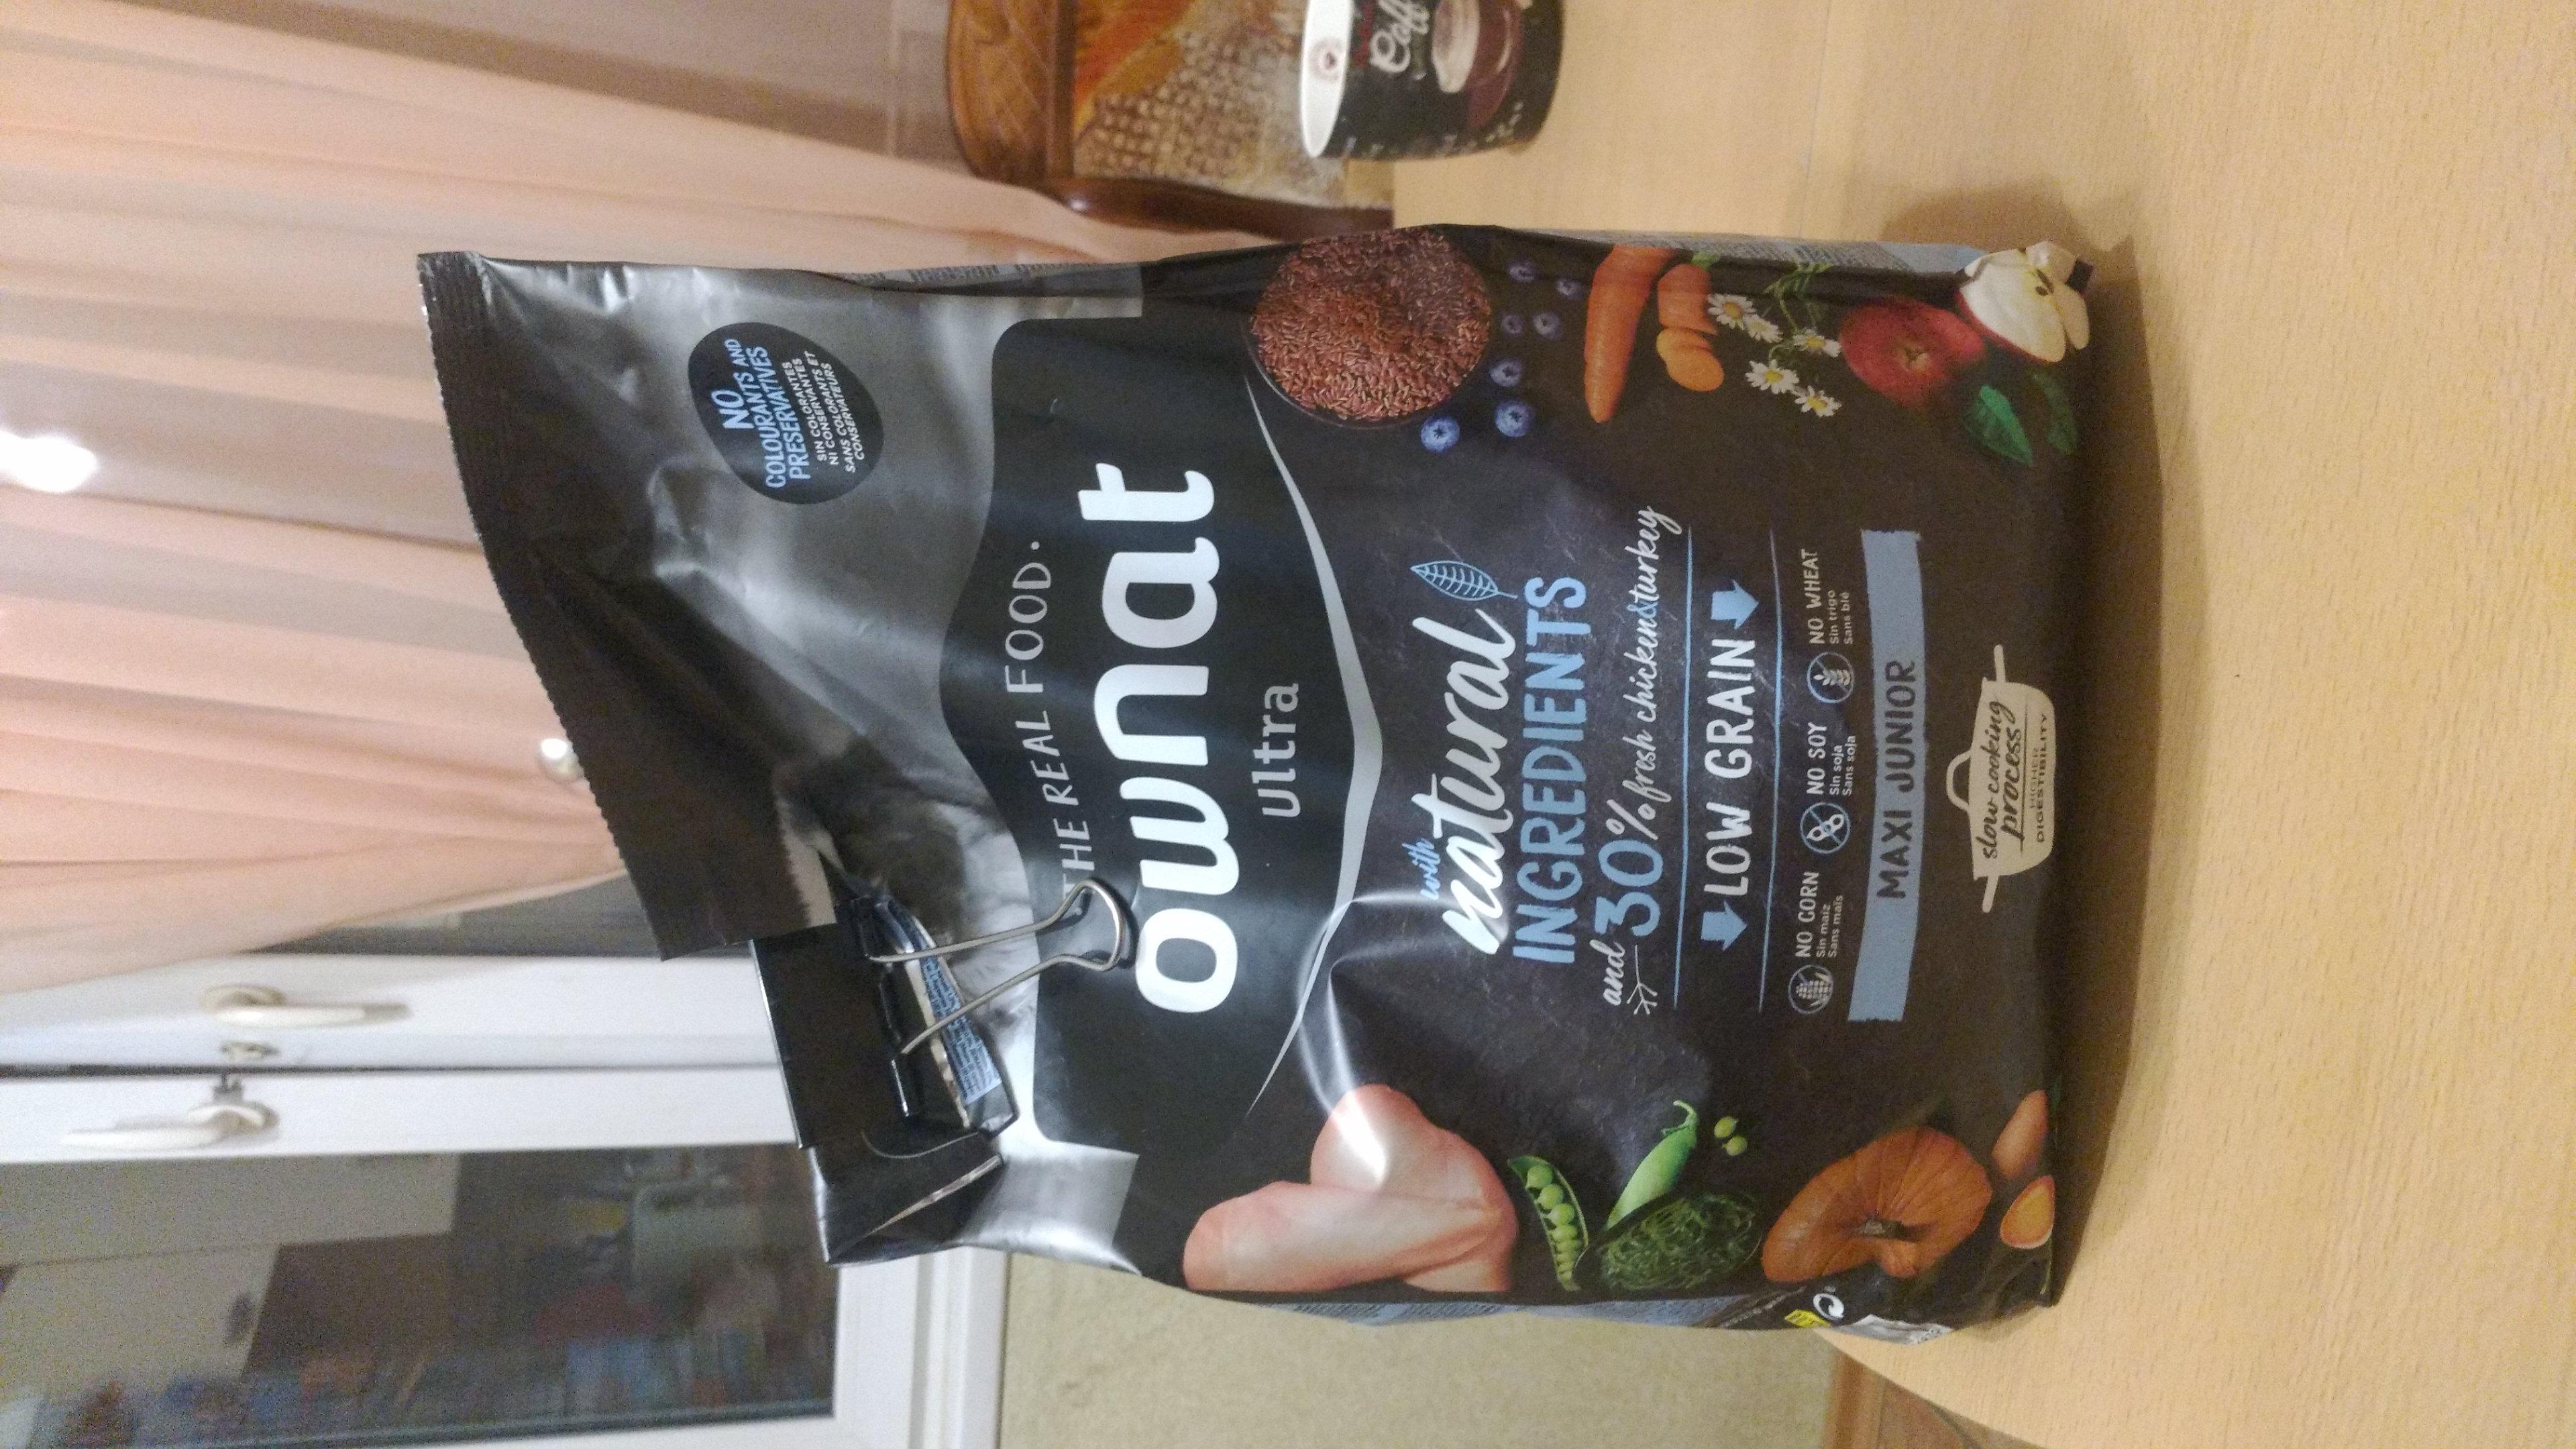 NO
COLOURANTS AND
PRESERVATIVES
SIN COLORANTES
NI CONSERVANTES
SANS COLORANTS ET
CONSERVATEURS
THE REAL FOOD.
ownat
ultra
with
natural
INGREDIENTS
and 30% fresh chicken&turkey
LOW GRAIN
NO CORN
Sin maíz
Sans maïs
NO SOY
Sin soja
Sans soja
NO WHEAT
Sin trigo
Sans blé
MAXI JUNIOR
slow cooking
process
HIGHER
DIGESTIBILITY